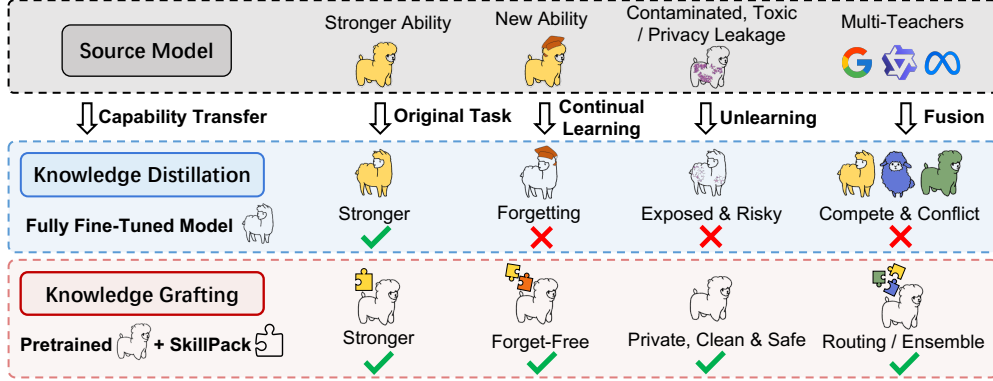 Source Model
Stronger Ability
New Ability
Contaminated, Toxic
/ Privacy Leakage
Multi-Teachers
Capability Transfer
Original Task
Continual
Learning
Unlearning
Fusion
Knowledge Distillation
Fully Fine-Tuned Model
Stronger
Forgetting
Exposed & Risky
Compete & Conflict
Knowledge Grafting
Pretrained + SkillPack
Stronger
Forget-Free
Private, Clean & Safe
Routing / Ensemble